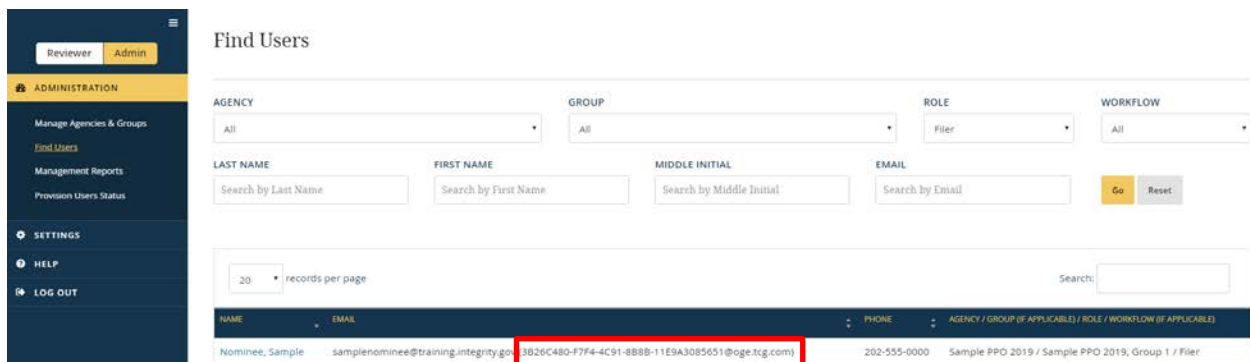 Reviewer Admin
ADMINISTRATION
Manage Agencies & Groups
Find Users
Management Reports
Provision Users Status
SETTINGS
HELP
LOG OUT
Find Users
AGENCY GROUP ROLE WORKFLOW
All All Filer All
LAST NAME FIRST NAME MIDDLE INITIAL EMAIL
Search by Last Name Search by First Name Search by Middle Initial Search by Email Go Reset
20 records per page Search:
NAME EMAIL PHONE AGENCY / GROUP (IF APPLICABLE) / ROLE / WORKFLOW (IF APPLICABLE)
Nominee, Sample samplenominee@training.integrity.gov (3B26C480-F7F4-4C91-8B8B-11E9A3085651@oge.tcg.com) 202-555-0000 Sample PPO 2019 / Sample PPO 2019, Group 1 / Filer